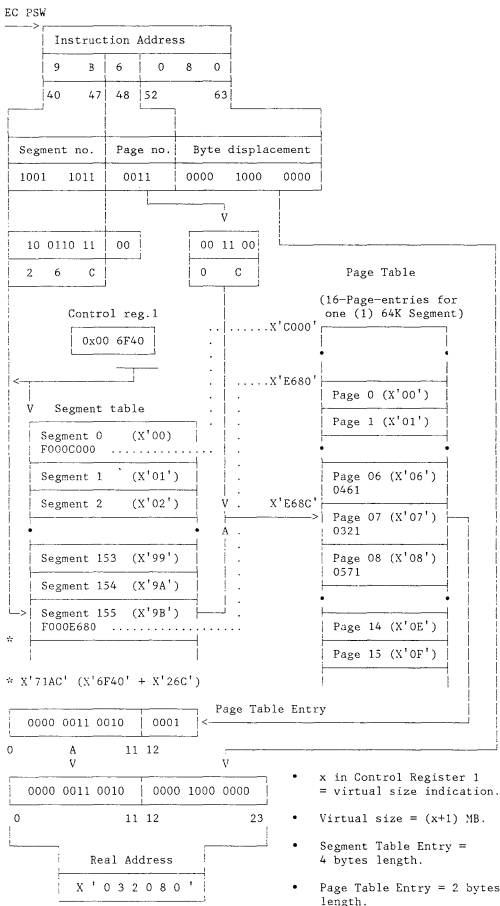 EC PSW
Instruction Address
9 B 6 0 8 0
40 47 48 52 63
Segment no. Page no. Byte displacement
1001 1011 0011 0000 1000 0000
V
10 0110 11 00 00 11 00
2 6 C 0 C
Page Table
(16-Page-entries for
one (1) 64K Segment)
Control reg.1
X'C000'
0x00 6F40
X'E680'
Page 0 (X'00')
V Segment table
Page 1 (X'01')
Segment 0 (X'00)
F000C000
Segment 1 (X'01')
Page 06 (X'06')
0461
Segment 2 (X'02') V X'E68C'
Page 07 (X'07')
0321
A
Segment 153 (X'99')
Page 08 (X'08')
0571
Segment 154 (X'9A')
Segment 155 (X'9B')
F000E680
Page 14 (X'0E')
*
Page 15 (X'0F')
* X'71AC' (X'6F40' + X'26C')
Page Table Entry
0000 0011 0010 0001
0 A 11 12
V V
0000 0011 0010 0000 1000 0000
0 11 12 23
Real Address
X ' 0 3 2 0 8 0 '
• x in Control Register 1
= virtual size indication.
• Virtual size = (x+1) MB.
• Segment Table Entry =
4 bytes length.
• Page Table Entry = 2 bytes
length.